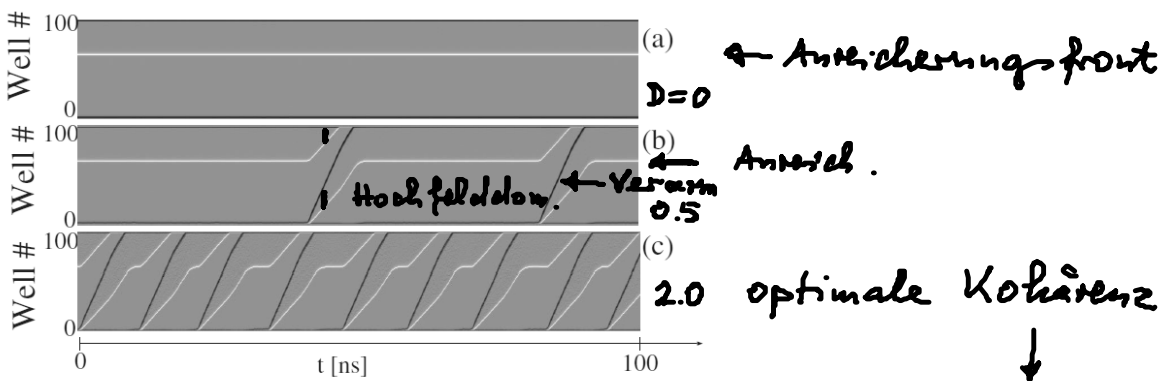 Well #
100
0
(a)
D=0
← Anreicherungsfront
Well #
100
0
(b)
← Anreich.
Hochfelddom.
← Verarm
0.5
Well #
100
0
(c)
2.0 optimale Kohärenz
↓
0
t [ns]
100